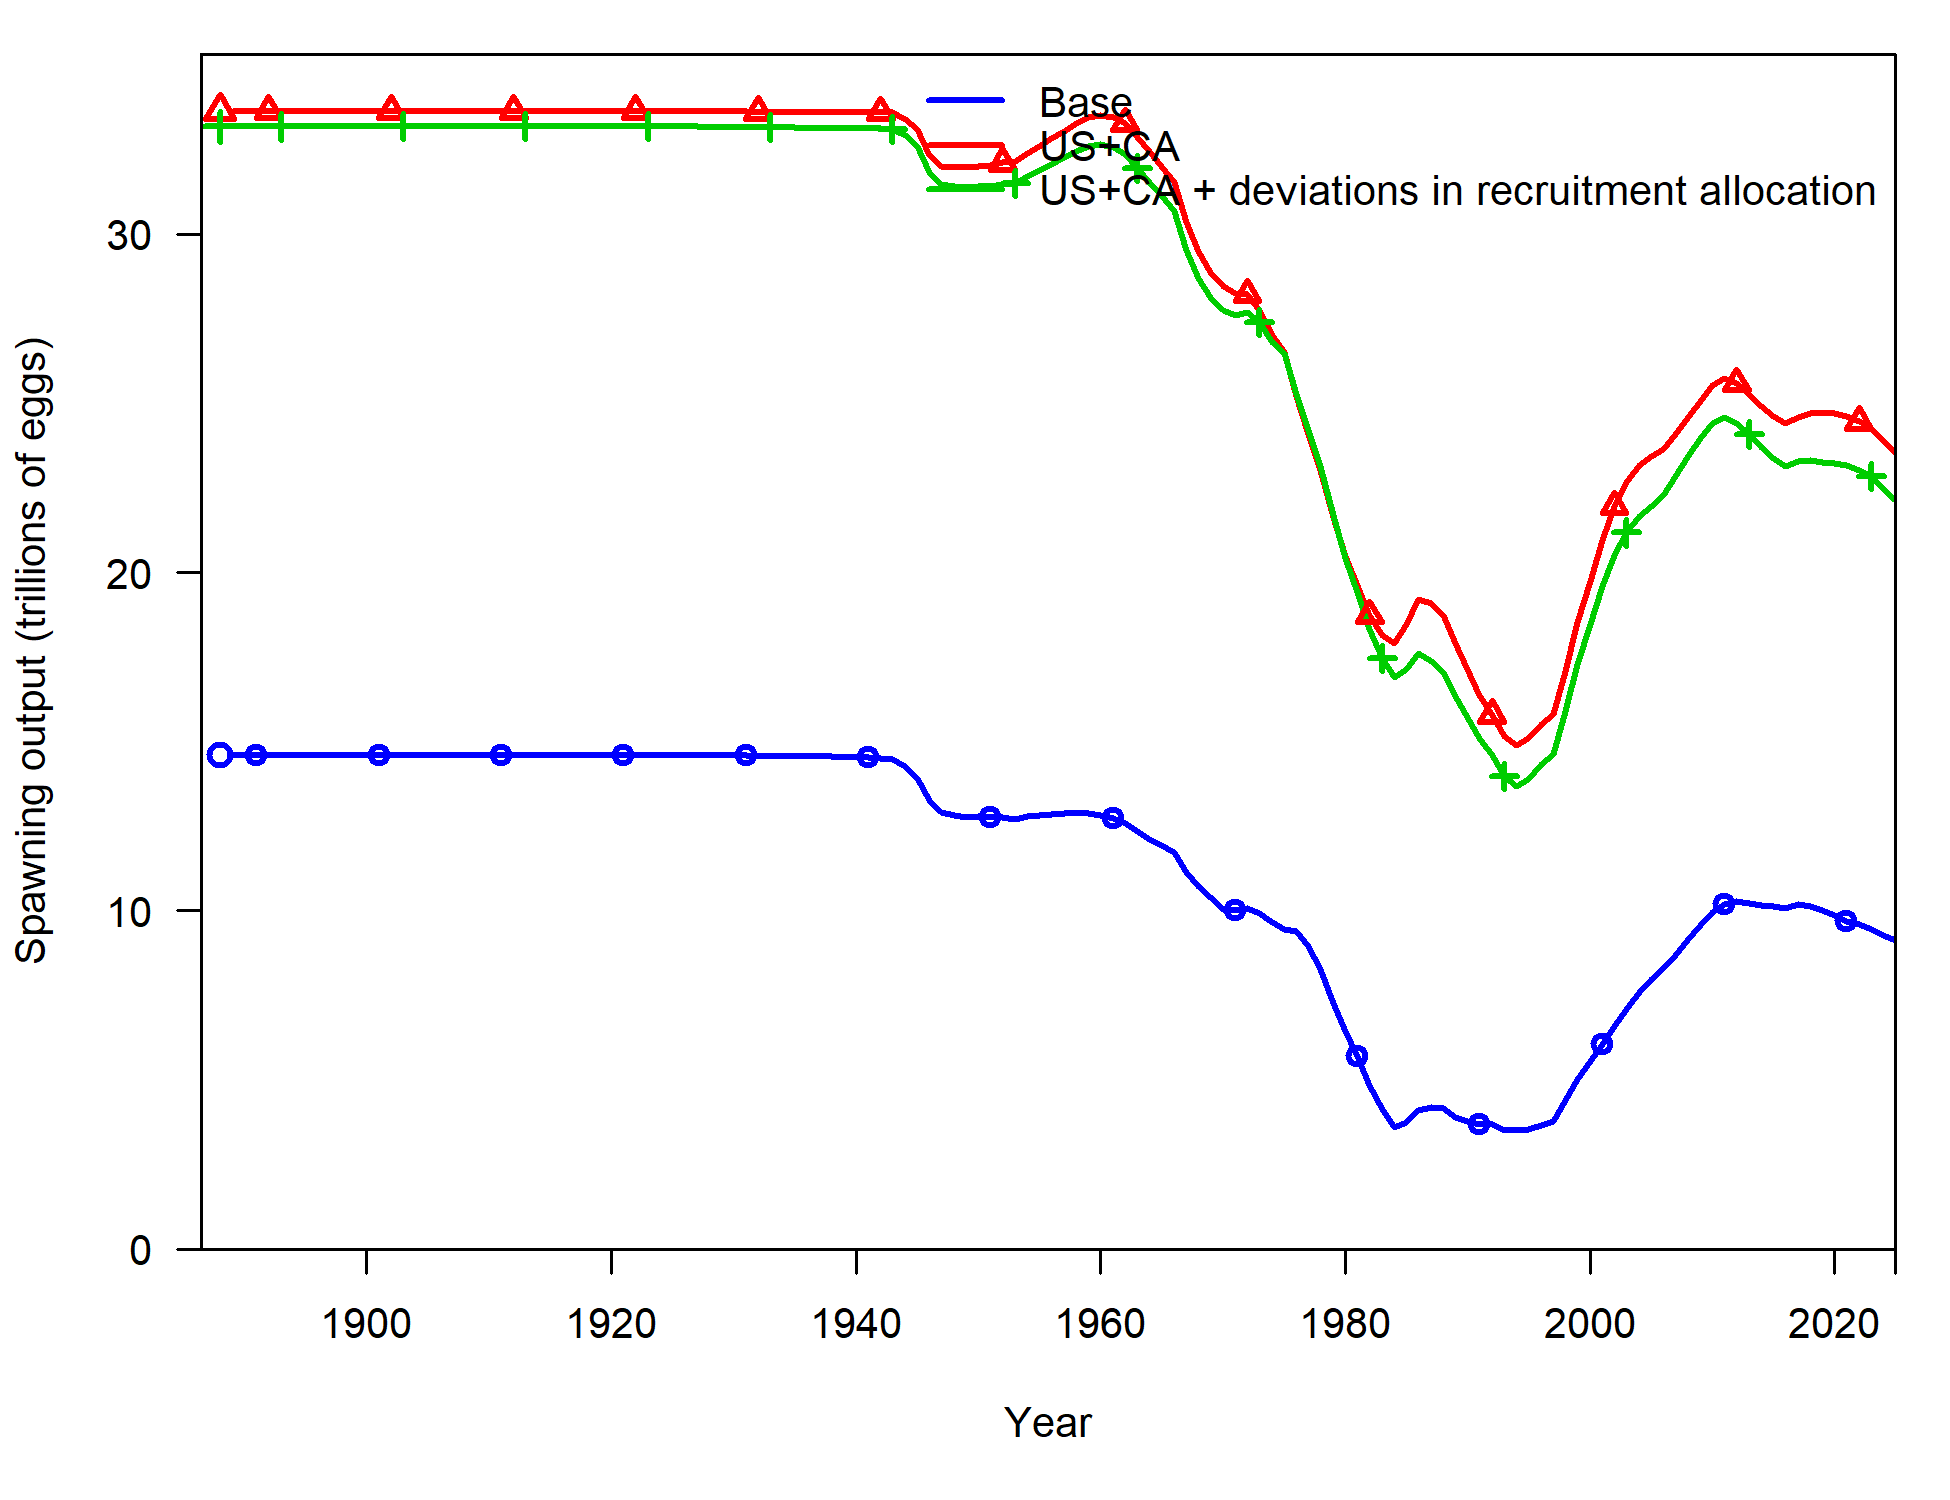 Base
US+CA
US+CA + deviations in recruitment allocation
Spawning output (trillions of eggs)
30
20
10
0
1900 1920 1940 1960 1980 2000 2020
Year